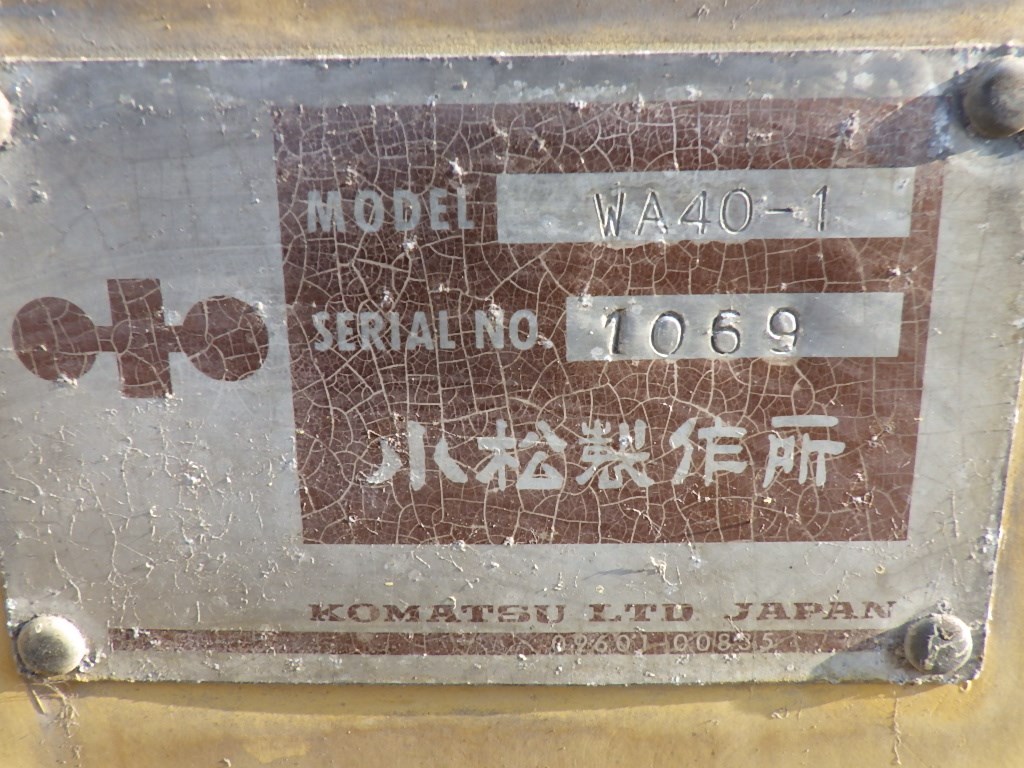 MODEL WA40-1
SERIAL NO 1069
小松製作所
KOMATSU LTD. JAPAN
09601-00835